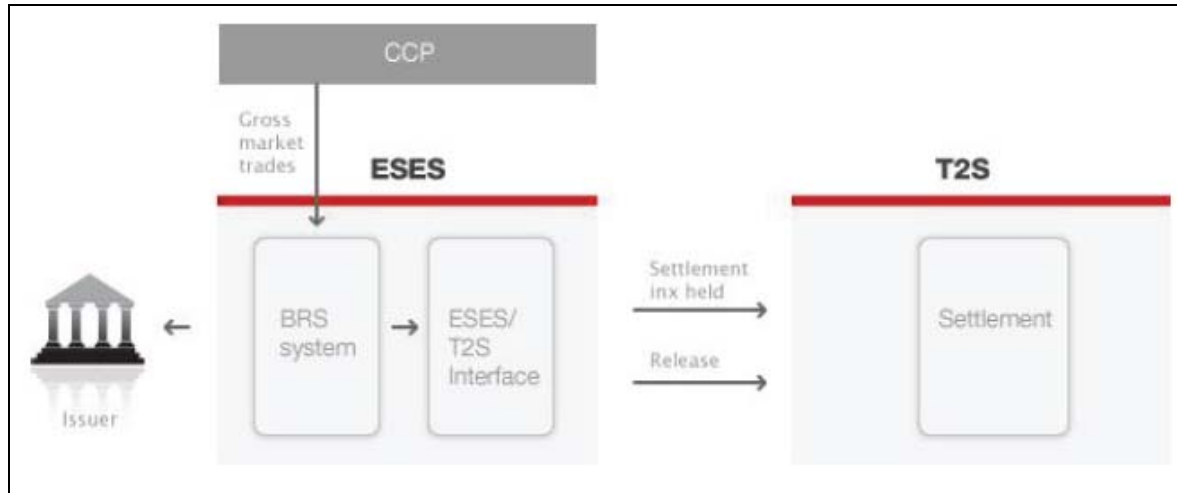 CCP
Gross
market
trades
ESES
T2S
BRS
system
ESES/
T2S
Interface
Settlement
inx held
Release
Settlement
Issuer